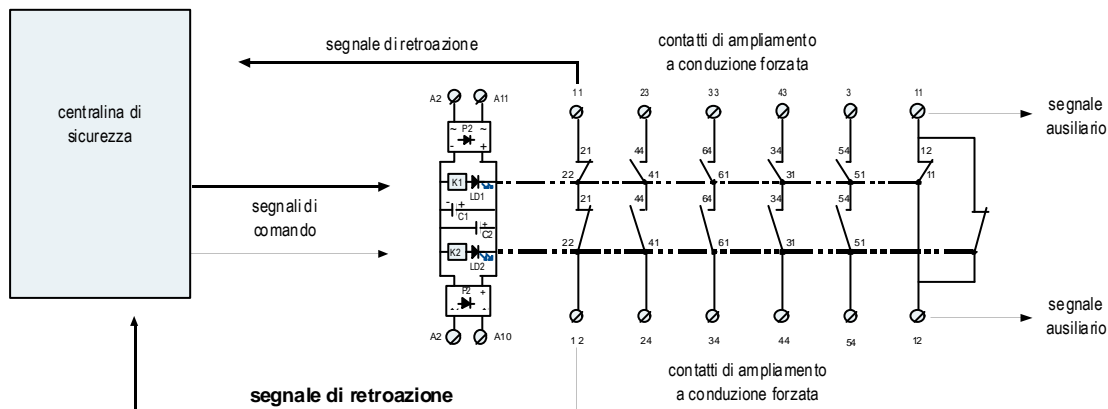 segnale di retroazione
contatti di ampliamento
a conduzione forzata
centralina di
sicurezza
segnali di
comando
segnale
ausiliario
A2 A11 11 23 33 43 3 11
~ P2 ~
- +
21 44 64 34 54 12
K1 LD1 22 41 61 31 51 11
- + C1
+ C2
21 44 64 34 54
K2 LD2 22 41 61 31 51
P2 +
A2 A10 12 24 34 44 54 12
segnale
ausiliario
contatti di ampliamento
a conduzione forzata
segnale di retroazione